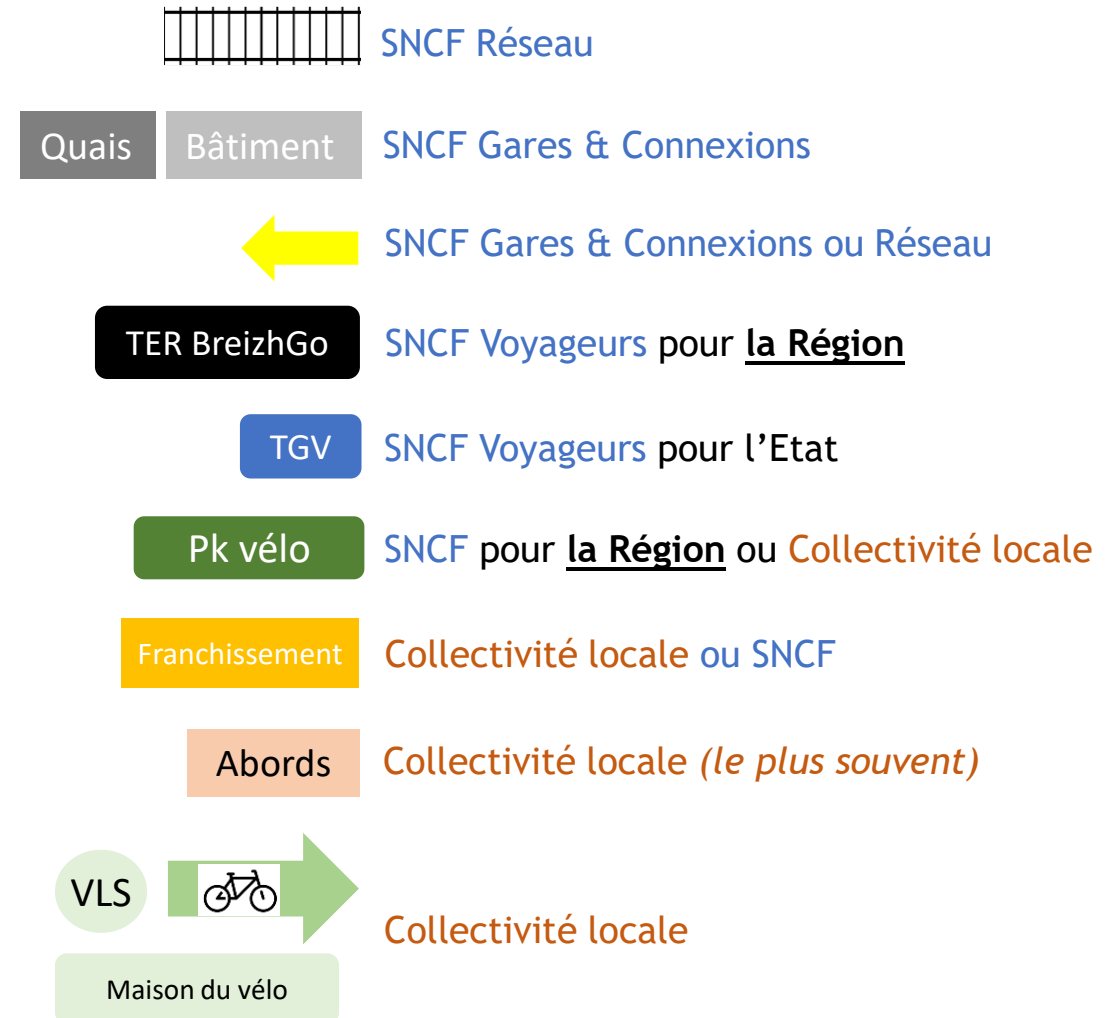 SNCF Réseau
Quais Bâtiment SNCF Gares & Connexions
SNCF Gares & Connexions ou Réseau
TER BreizhGo SNCF Voyageurs pour la Région
TGV SNCF Voyageurs pour l’Etat
Pk vélo SNCF pour la Région ou Collectivité locale
Franchissement Collectivité locale ou SNCF
Abords Collectivité locale (le plus souvent)
VLS
Collectivité locale
Maison du vélo